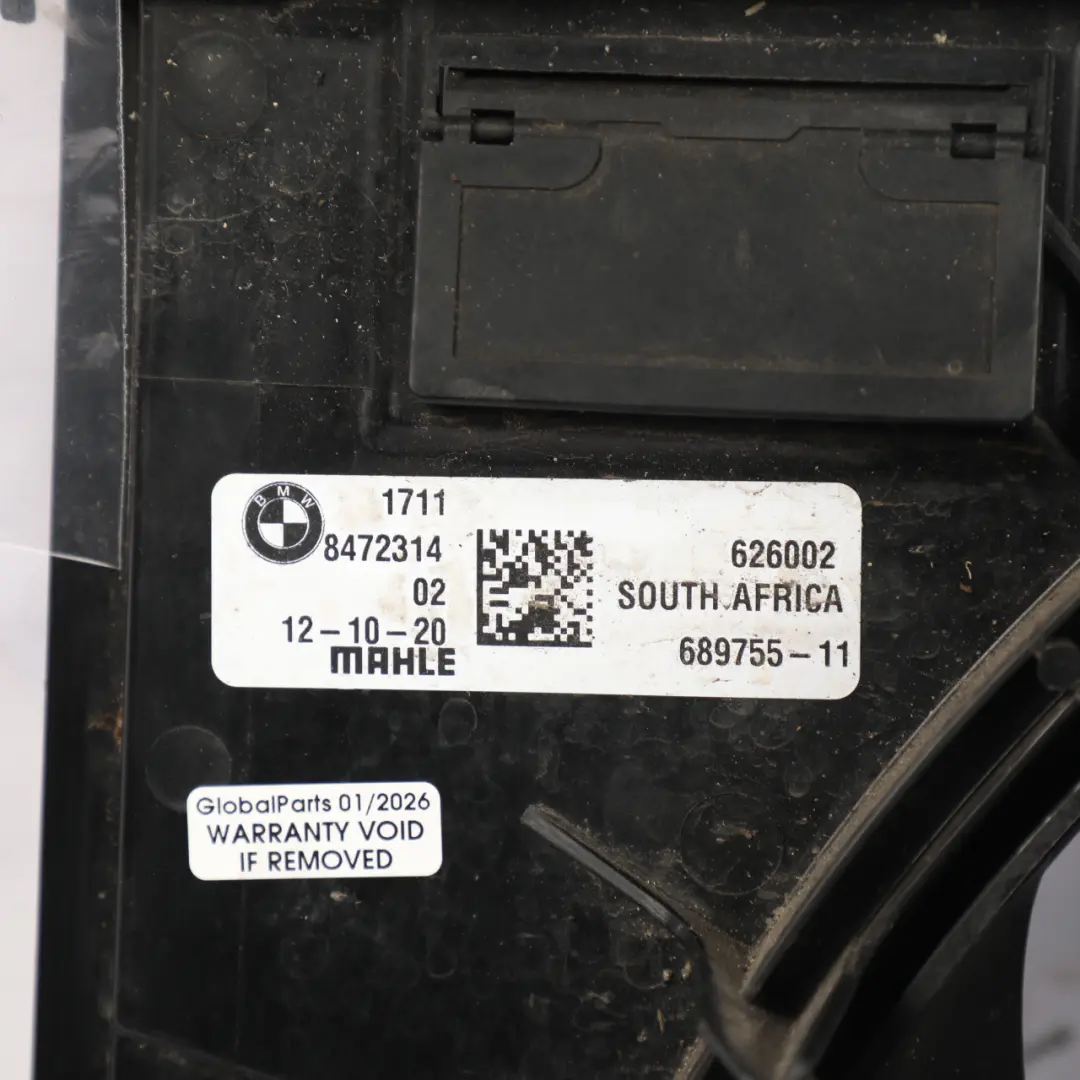 BMW
1711
8472314
02
12-10-20
MAHLE
626002
SOUTH AFRICA
689755-11
GlobalParts 01/2026
WARRANTY VOID
IF REMOVED